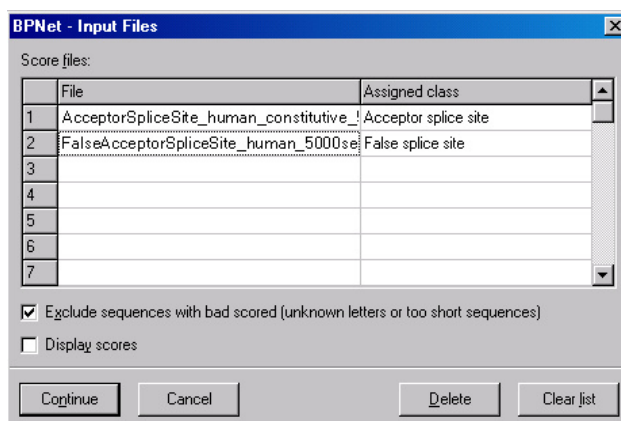 BPNet - Input Files
Score files:
File Assigned class
1 AcceptorSpliceSite_human_constitutive_ Acceptor splice site
2 FalseAcceptorSpliceSite_human_5000se False splice site
3
4
5
6
7
Exclude sequences with bad scored (unknown letters or too short sequences)
Display scores
Continue Cancel Delete Clear list